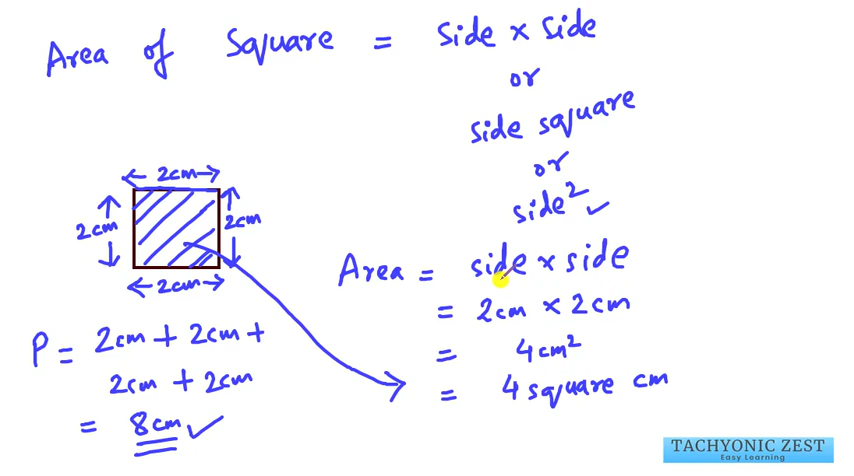 Area of Square = side × side
or
side square
or
side²
2cm
2cm
2cm
2cm
Area = side × side
= 2cm × 2cm
= 4cm²
= 4 square cm
P = 2cm + 2cm +
2cm + 2cm
= 8cm
TACHYONIC ZEST
Easy Learning